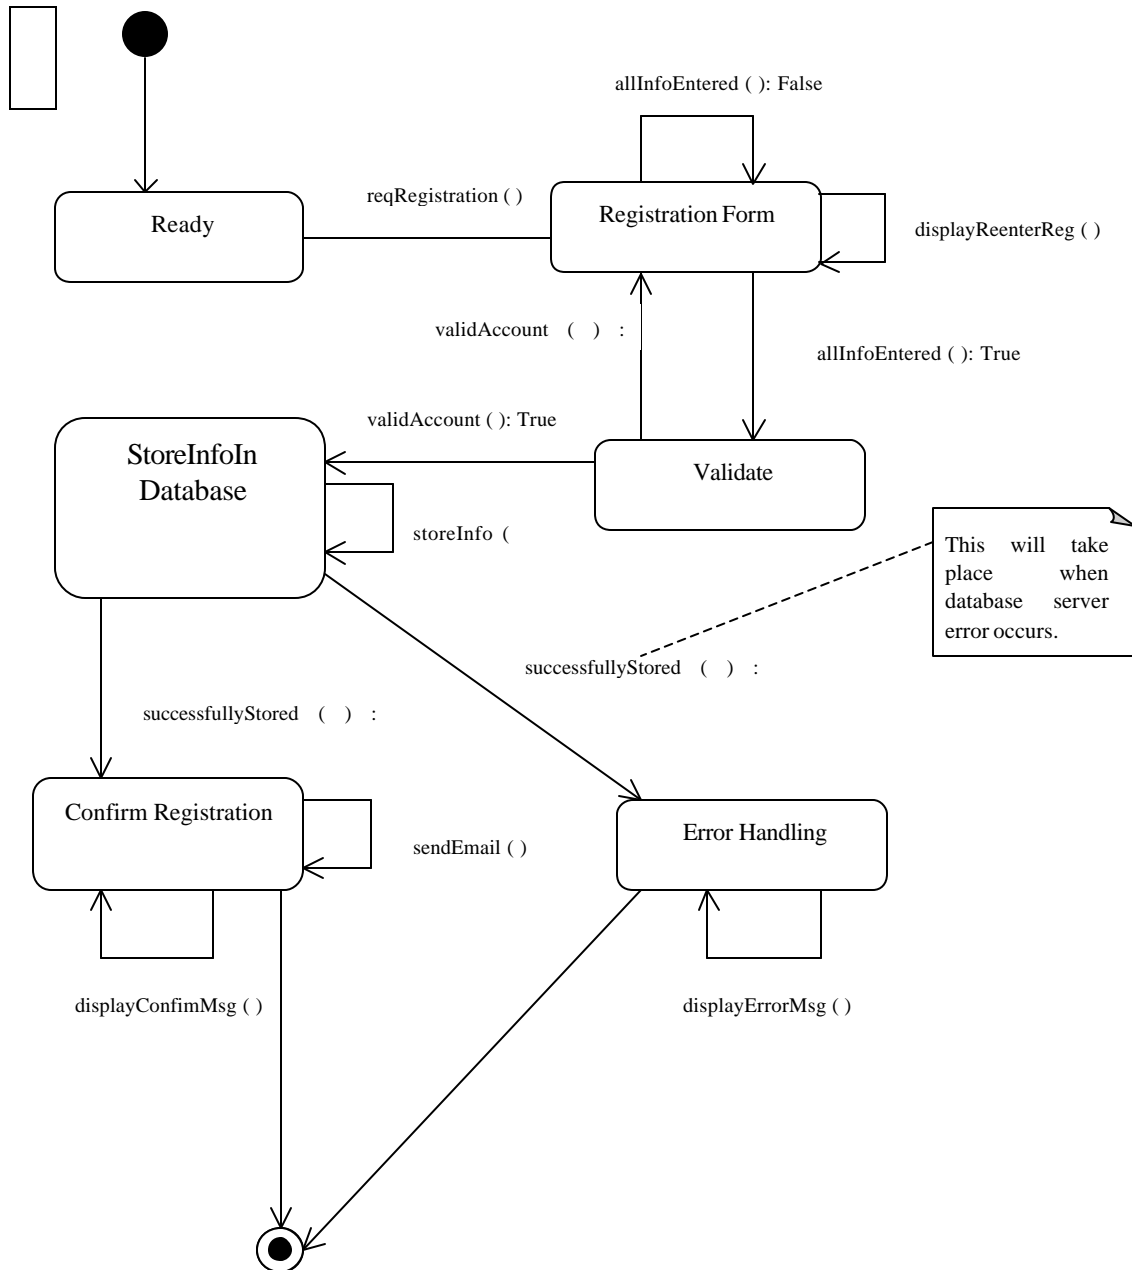 allInfoEntered ( ): False
reqRegistration ( )
Ready
Registration Form
displayReenterReg ( )
validAccount ( ) :
allInfoEntered ( ): True
validAccount ( ): True
StoreInfoIn
Database
Validate
storeInfo (
This will take
place when
database server
error occurs.
successfullyStored ( ) :
successfullyStored ( ) :
Confirm Registration
Error Handling
sendEmail ( )
displayConfimMsg ( )
displayErrorMsg ( )